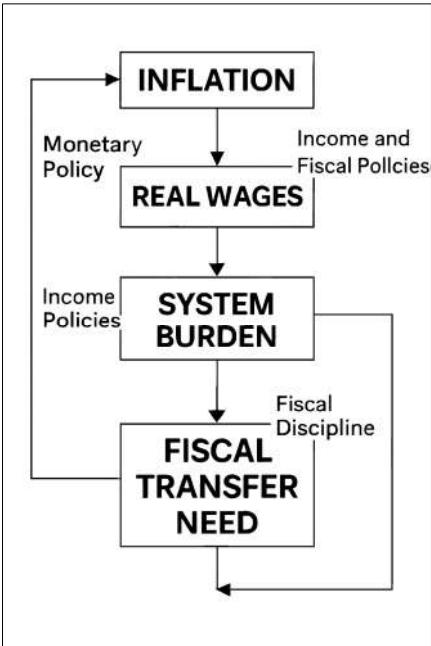 INFLATION
Monetary
Policy
Income and
Fiscal Pollcies
REAL WAGES
Income
Policies
SYSTEM
BURDEN
Fiscal
Discipline
FISCAL
TRANSFER
NEED